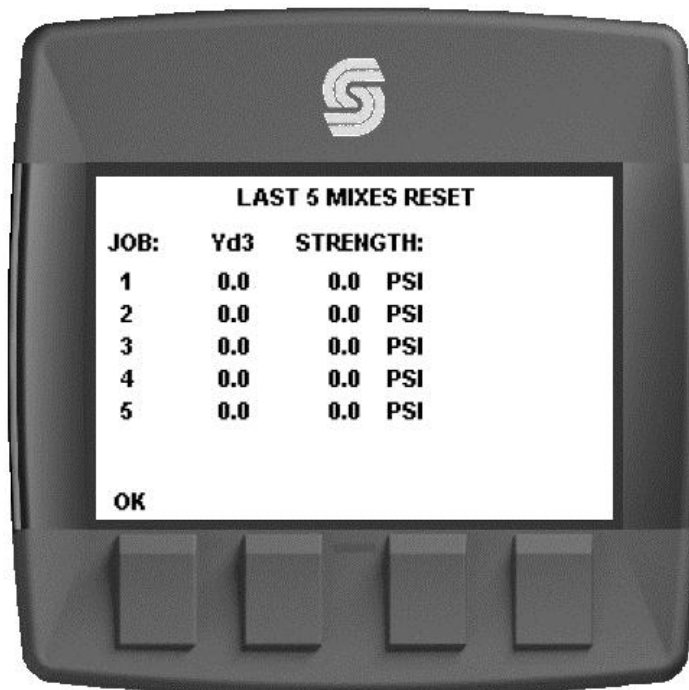 LAST 5 MIXES RESET
JOB: Yd3 STRENGTH:
1 0.0 0.0 PSI
2 0.0 0.0 PSI
3 0.0 0.0 PSI
4 0.0 0.0 PSI
5 0.0 0.0 PSI
OK